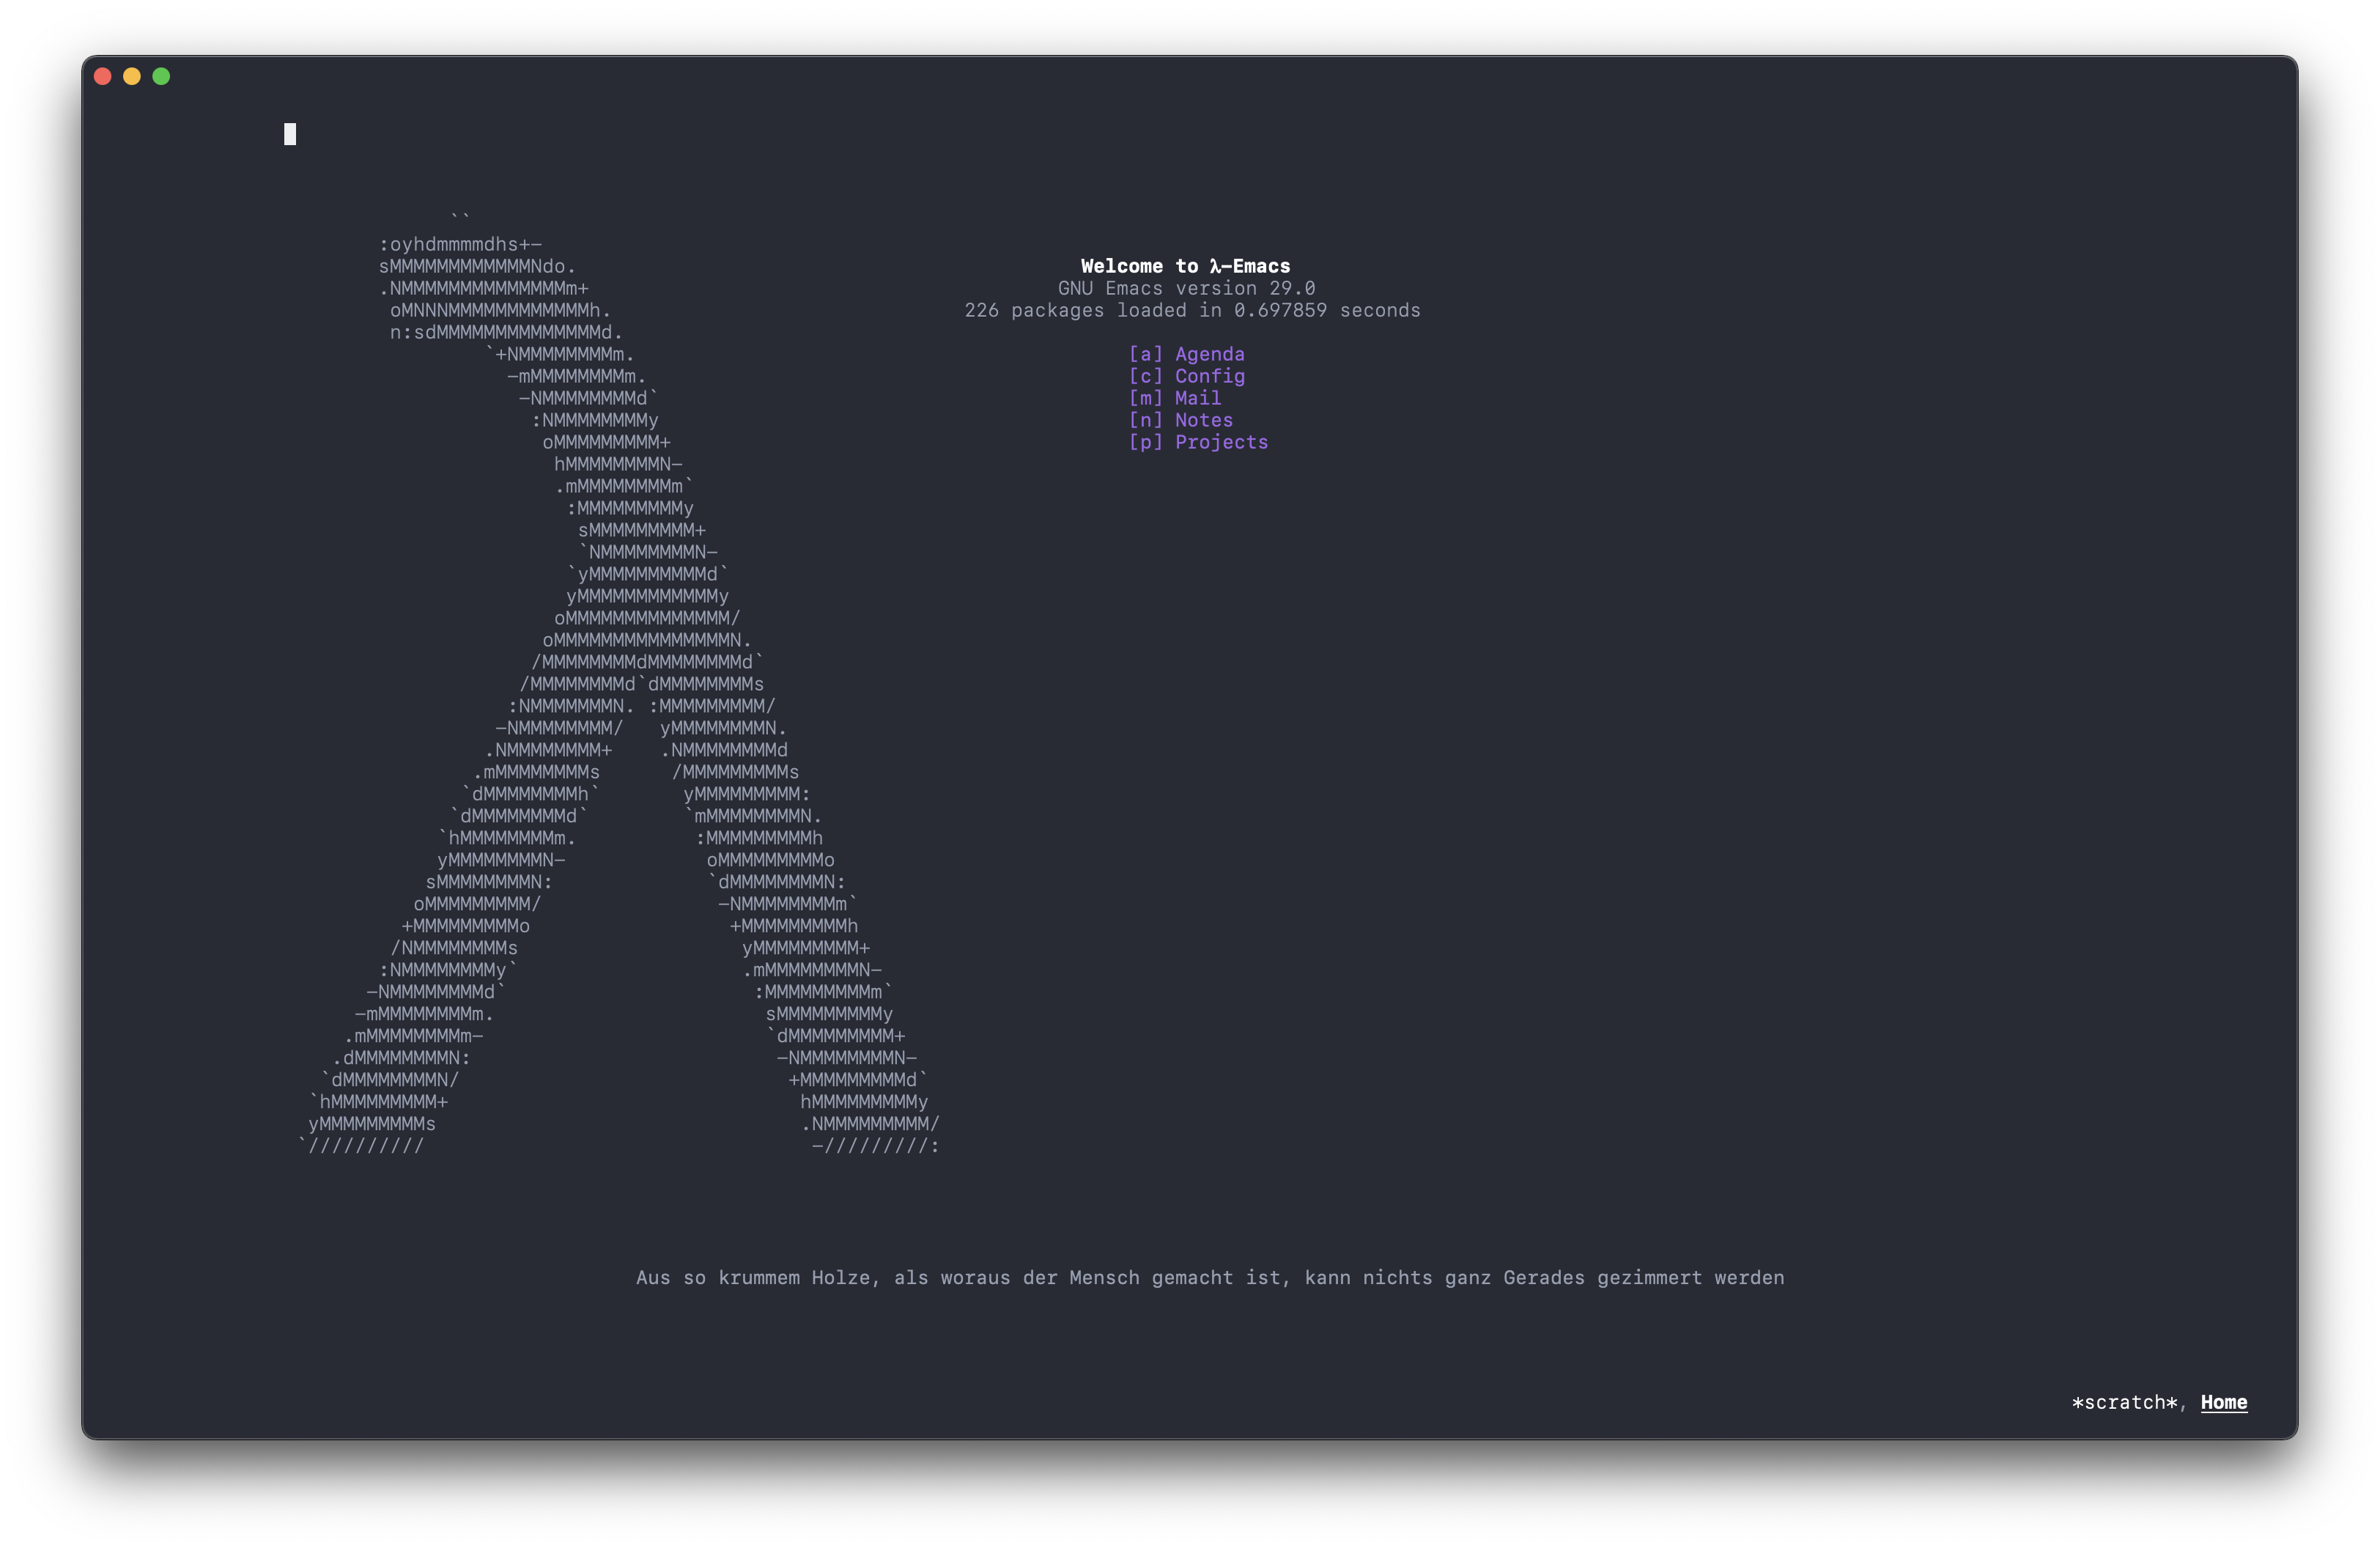 ``
:oyhdmmmmdhs+-
sMMMMMMMMMMMMNdo.
.NMMMMMMMMMMMMMMm+
Welcome to λ-Emacs
GNU Emacs version 29.0
oMNNNMMMMMMMMMMMMh.
226 packages loaded in 0.697859 seconds
n:sdMMMMMMMMMMMMMMd.
`+NMMMMMMMMm.
[a] Agenda
-mMMMMMMMMm.
[c] Config
-NMMMMMMMMd`
[m] Mail
:NMMMMMMMMy
[n] Notes
oMMMMMMMMM+
[p] Projects
hMMMMMMMMN-
.mMMMMMMMMm`
:MMMMMMMMMy
sMMMMMMMMM+
`NMMMMMMMMN-
`yMMMMMMMMMMd`
yMMMMMMMMMMMMy
oMMMMMMMMMMMMMM/
oMMMMMMMMMMMMMMMN.
/MMMMMMMMdMMMMMMMMd`
/MMMMMMMMd`dMMMMMMMMs
:NMMMMMMMN. :MMMMMMMMM/
-NMMMMMMMM/   yMMMMMMMMN.
.NMMMMMMMM+    .NMMMMMMMMd
.mMMMMMMMMs      /MMMMMMMMMs
`dMMMMMMMMh`       yMMMMMMMMM:
`dMMMMMMMMd`        `mMMMMMMMMN.
`hMMMMMMMMm.          :MMMMMMMMMh
yMMMMMMMMN-            oMMMMMMMMMo
sMMMMMMMMN:             `dMMMMMMMMN:
oMMMMMMMMM/               -NMMMMMMMMm`
+MMMMMMMMMo                 +MMMMMMMMMh
/NMMMMMMMMs                   yMMMMMMMMM+
:NMMMMMMMMy`                   .mMMMMMMMMN-
-NMMMMMMMMd`                     :MMMMMMMMMm`
-mMMMMMMMMm.                       sMMMMMMMMMy
.mMMMMMMMMm-                        `dMMMMMMMMM+
.dMMMMMMMMN:                          -NMMMMMMMMN-
`dMMMMMMMMN/                            +MMMMMMMMMd`
`hMMMMMMMMM+                              hMMMMMMMMMy
yMMMMMMMMMs                               .NMMMMMMMMM/
`//////////                                 -/////////:
Aus so krummem Holze, als woraus der Mensch gemacht ist, kann nichts ganz Gerades gezimmert werden
*scratch*, Home